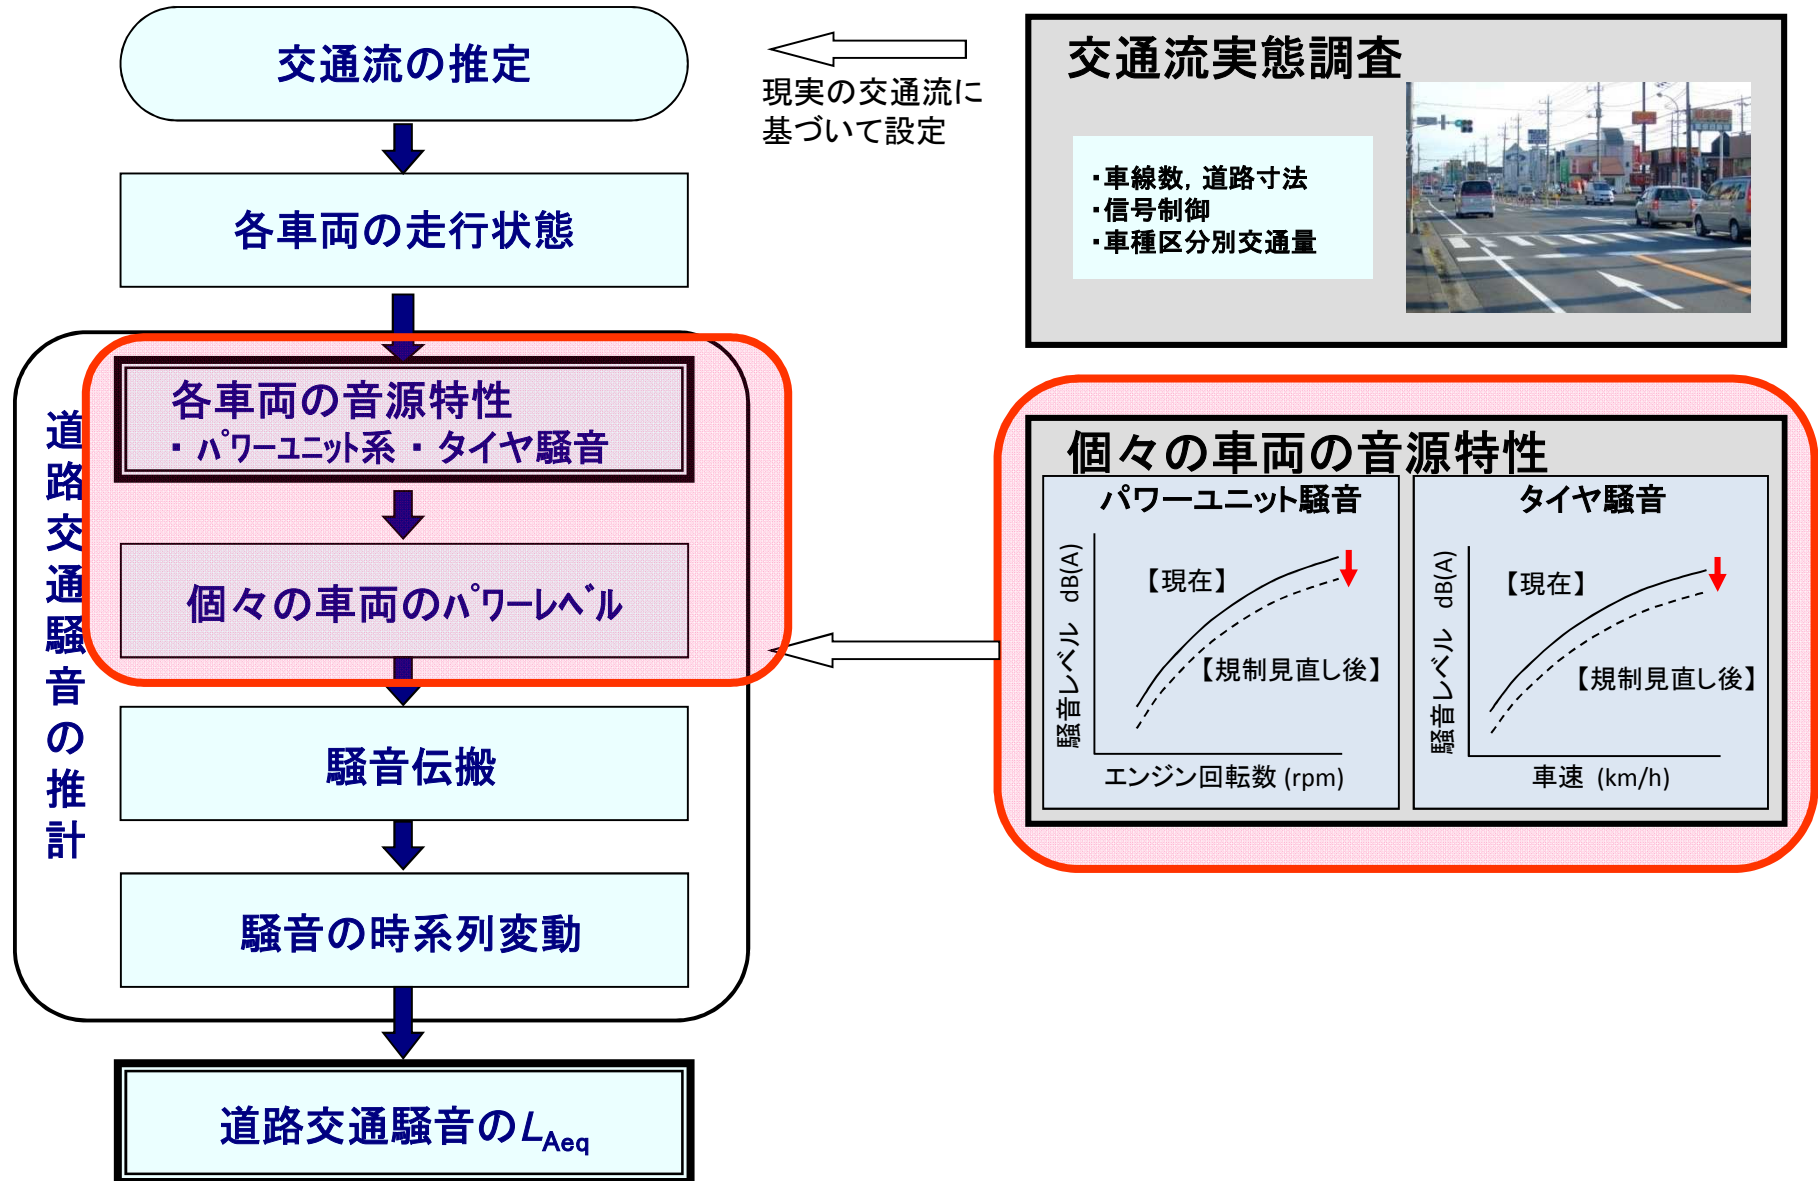 交通流の推定
各車両の走行状態
道路交通騒音の推計
各車両の音源特性
・ﾊﾟﾜｰﾕﾆｯﾄ系・タイヤ騒音
個々の車両のﾊﾟﾜｰﾚﾍﾞﾙ
騒音伝搬
騒音の時系列変動
道路交通騒音のLAeq
現実の交通流に
基づいて設定
交通流実態調査
・車線数，道路寸法
・信号制御
・車種区分別交通量
個々の車両の音源特性
パワーユニット騒音
騒音レベル dB(A)
【現在】
【規制見直し後】
エンジン回転数 (rpm)
タイヤ騒音
騒音レベル dB(A)
【現在】
【規制見直し後】
車速 (km/h)